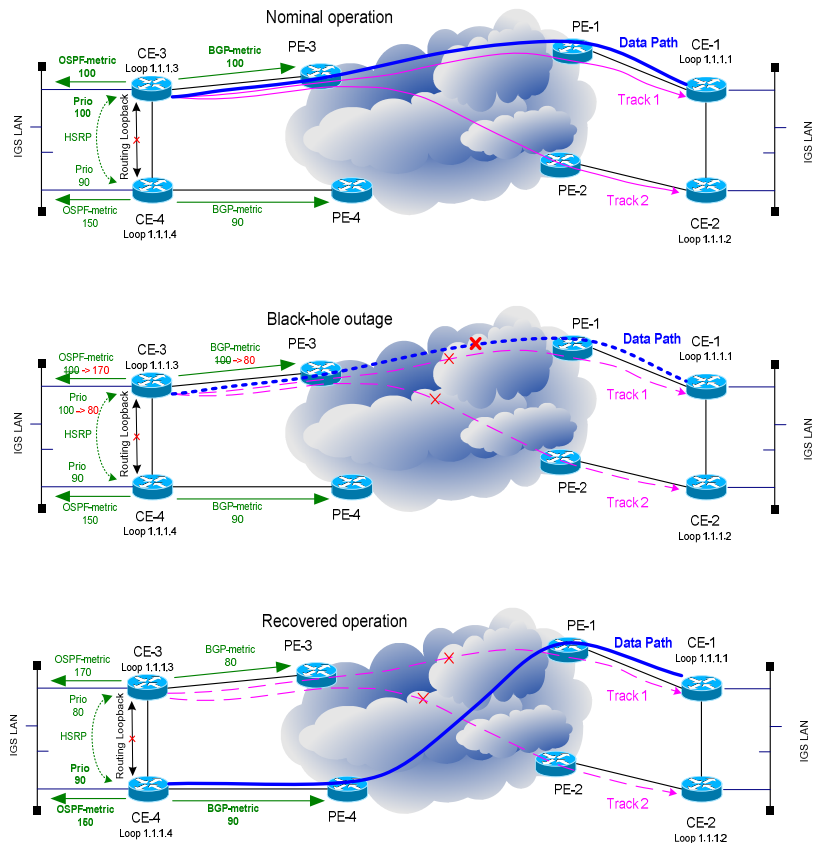 Nominal operation
OSPF-metric
100
CE-3
Loop 1.1.1.3
BGP-metric
100
PE-3
PE-1
Data Path
CE-1
Loop 1.1.1.1
Track 1
IGS LAN
Prio
100
HSRP
Prio
90
Routing Loopback
OSPF-metric
150
CE-4
Loop 1.1.1.4
BGP-metric
90
PE-4
PE-2
Track 2
CE-2
Loop 1.1.1.2
IGS LAN
Black-hole outage
OSPF-metric
100 -> 170
CE-3
Loop 1.1.1.3
BGP-metric
100 ->80
PE-3
PE-1
Data Path
CE-1
Loop 1.1.1.1
Track 1
IGS LAN
Prio
100 ->80
HSRP
Prio
90
Routing Loopback
OSPF-metric
150
CE-4
Loop 1.1.1.4
BGP-metric
90
PE-4
PE-2
Track 2
CE-2
Loop 1.1.1.2
IGS LAN
Recovered operation
OSPF-metric
170
CE-3
Loop 1.1.1.3
BGP-metric
80
PE-3
PE-1
Data Path
CE-1
Loop 1.1.1.1
Track 1
IGS LAN
Prio
80
HSRP
Prio
90
Routing Loopback
OSPF-metric
150
CE-4
Loop 1.1.1.4
BGP-metric
90
PE-4
PE-2
Track 2
CE-2
Loop 1.1.1.2
IGS LAN